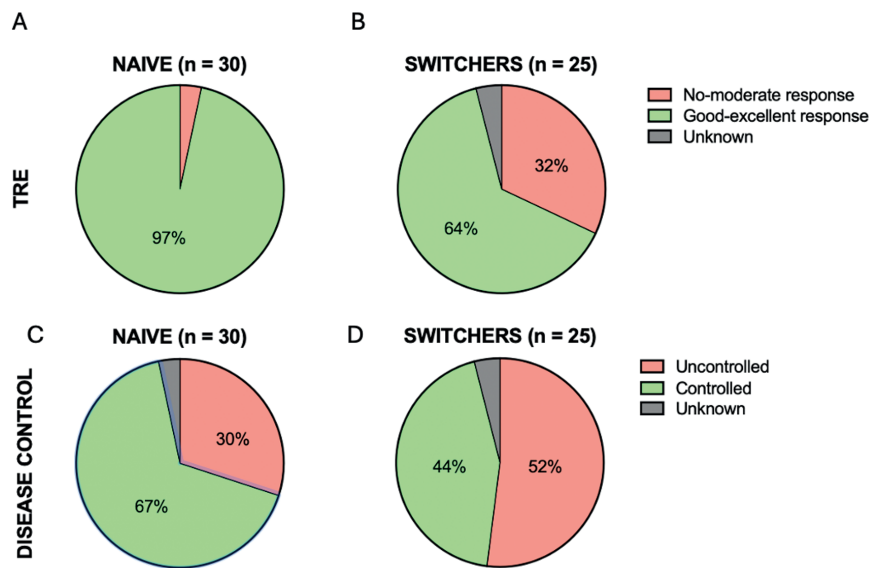 A
B
NAIVE (n = 30)
SWITCHERS (n = 25)
No-moderate response
Good-excellent response
Unknown
TRE
32%
64%
97%
C
D
NAIVE (n = 30)
SWITCHERS (n = 25)
Uncontrolled
Controlled
Unknown
DISEASE CONTROL
30%
67%
44%
52%